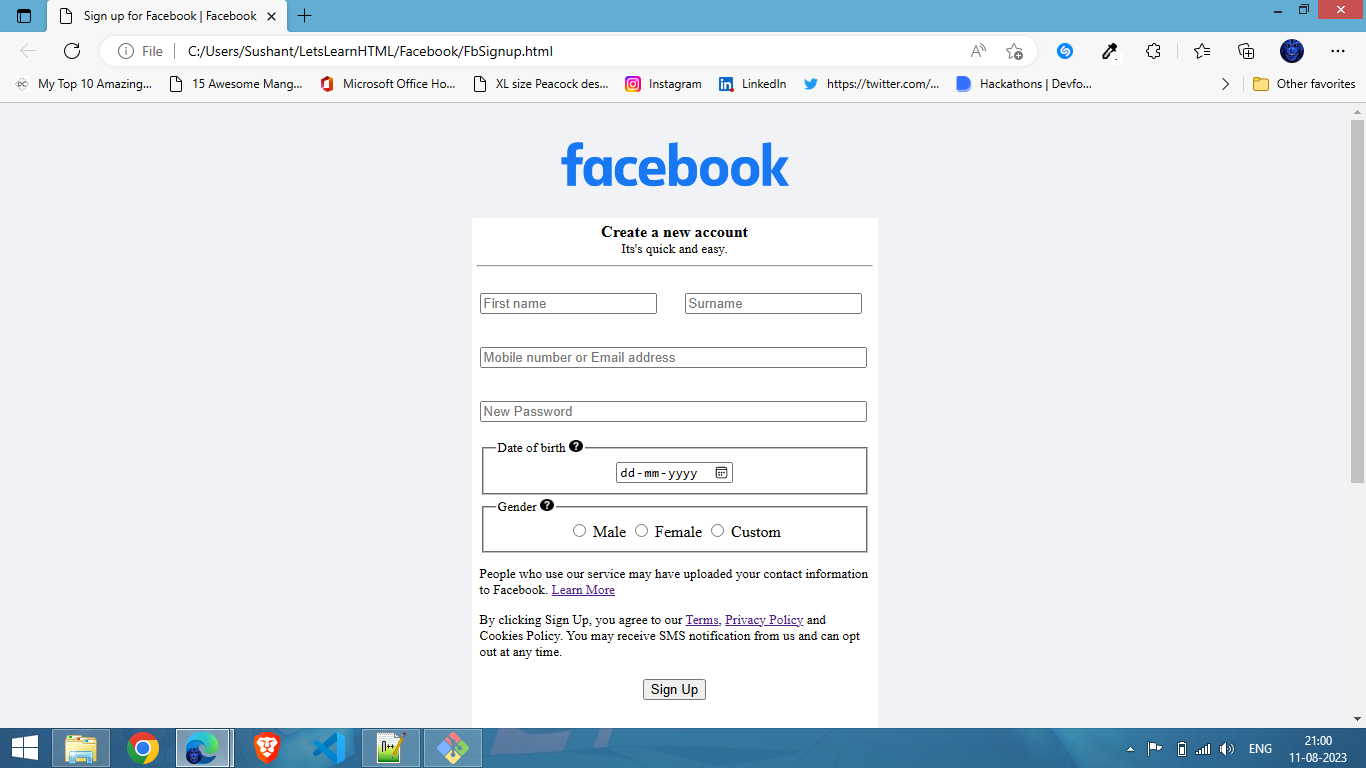 Sign up for Facebook | Facebook
File C:/Users/Sushant/LetsLearnHTML/Facebook/FbSignup.html
My Top 10 Amazing... 15 Awesome Mang... Microsoft Office Ho... XL size Peacock des... Instagram LinkedIn https://twitter.com/... Hackathons | Devfo... Other favorites
facebook
Create a new account
Its's quick and easy.
First name Surname
Mobile number or Email address
New Password
Date of birth ?
dd-mm-yyyy
Gender ?
Male Female Custom
People who use our service may have uploaded your contact information
to Facebook. Learn More
By clicking Sign Up, you agree to our Terms, Privacy Policy and
Cookies Policy. You may receive SMS notification from us and can opt
out at any time.
Sign Up
ENG 21:00
11-08-2023